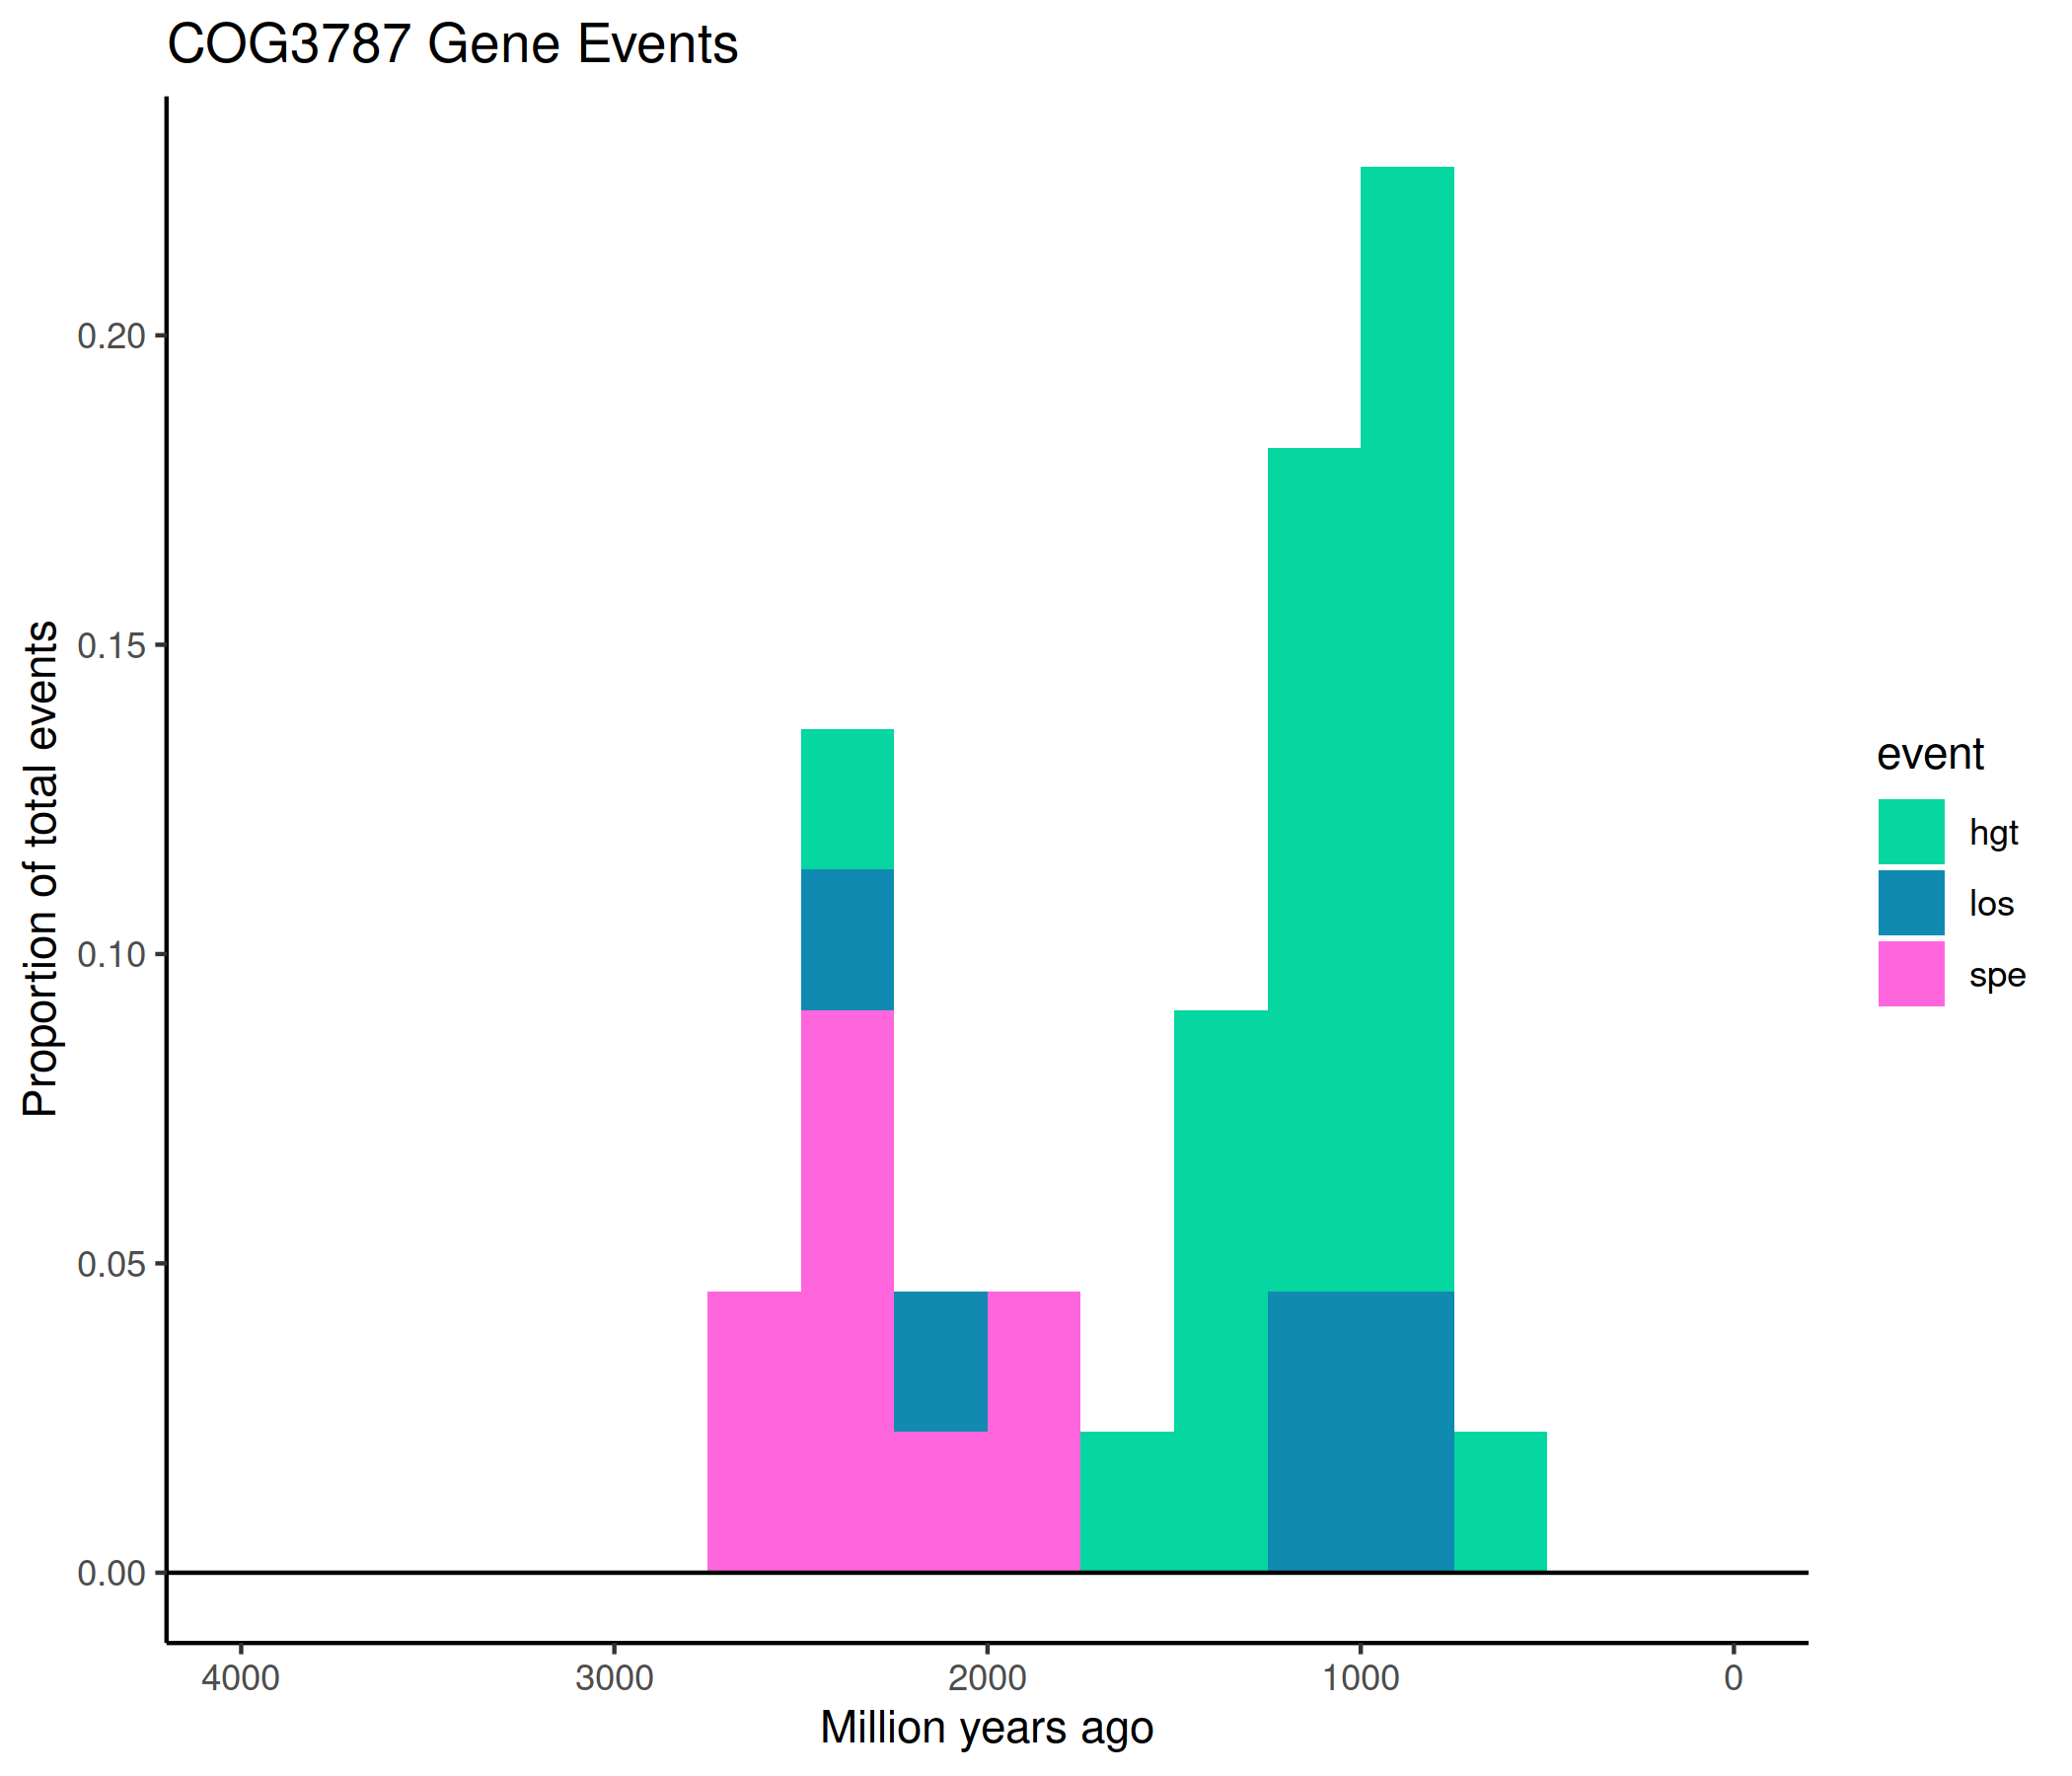 COG3787 Gene Events
Proportion of total events
0.20
0.15
0.10
0.05
0.00
4000 3000 2000 1000 0
Million years ago
event
hgt
los
spe